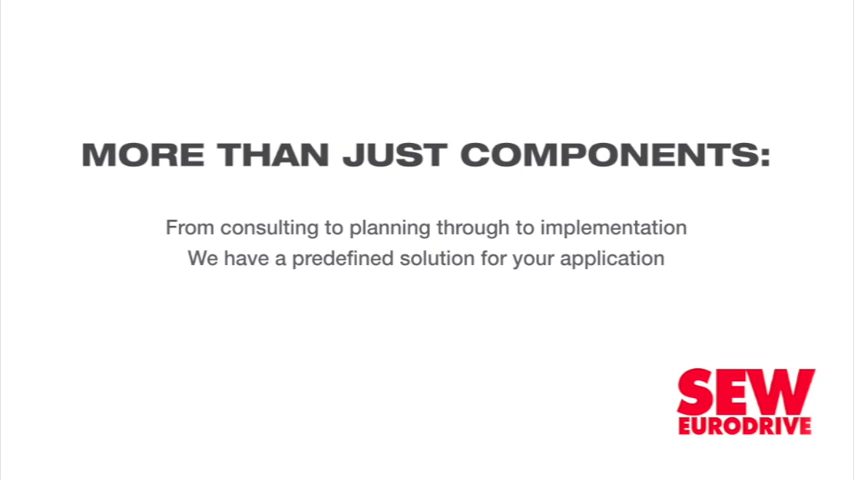 MORE THAN JUST COMPONENTS:
From consulting to planning through to implementation
We have a predefined solution for your application
SEW
EURODRIVE